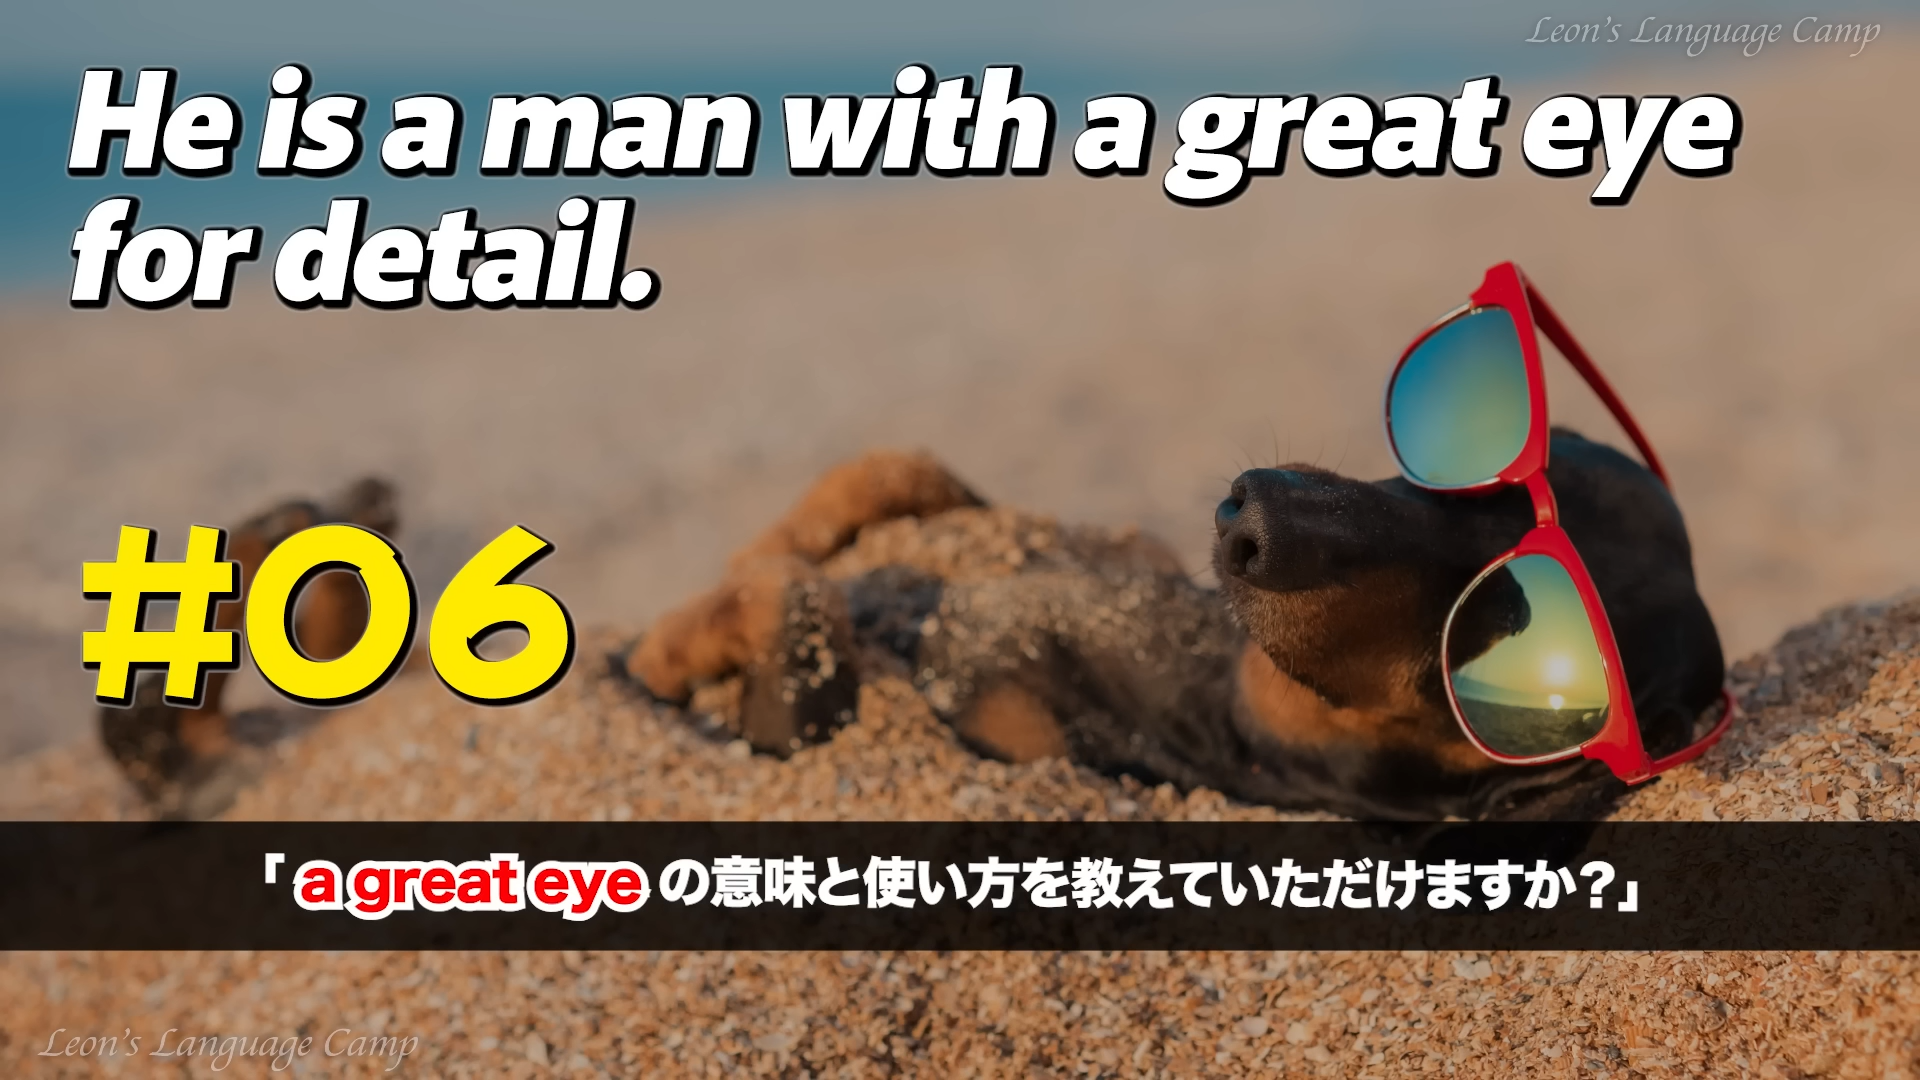 Leon's Language Camp
He is a man with a great eye
for detail.
#06
「a great eye の意味と使い方を教えていただけますか？」
Leon's Language Camp